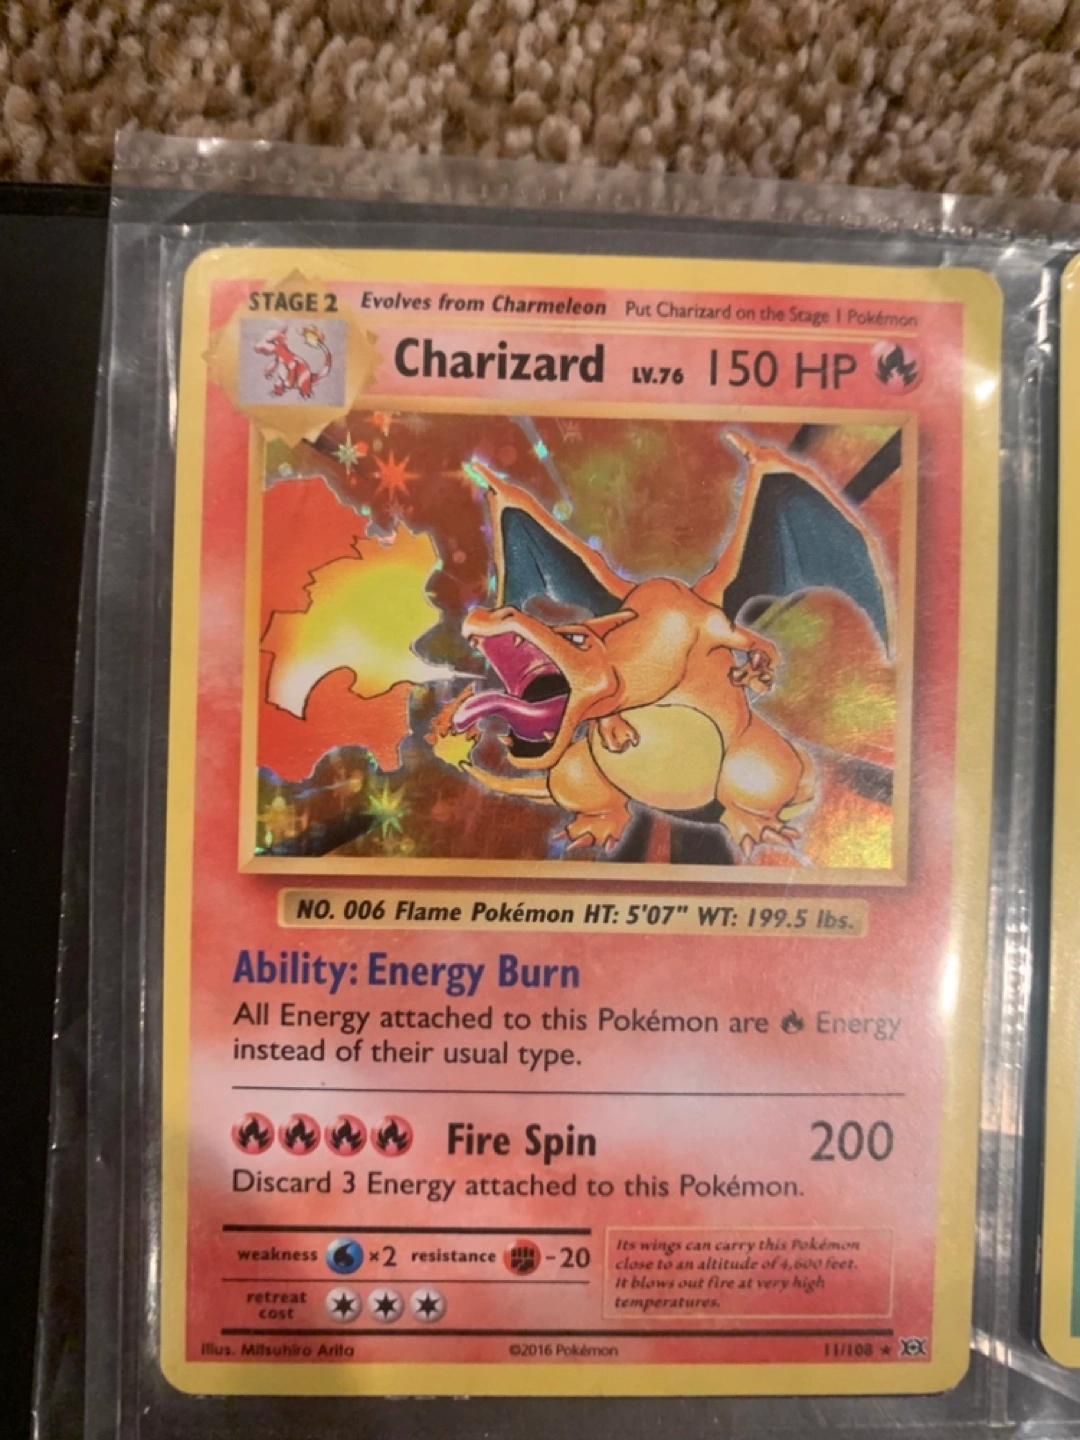 STAGE 2 Evolves from Charmeleon Put Charizard on the Stage 1 Pokémon
Charizard LV.76 150 HP
NO. 006 Flame Pokémon HT: 5'07" WT: 199.5 lbs.
Ability: Energy Burn
All Energy attached to this Pokémon are Energy
instead of their usual type.
Fire Spin 200
Discard 3 Energy attached to this Pokémon.
weakness ×2 resistance -20
retreat
cost
Its wings can carry this Pokémon
close to an altitude of 4,600 feet.
It blows out fire at very high
temperatures.
Illus. Mitsuhiro Arita ©2016 Pokémon 11/108 ★